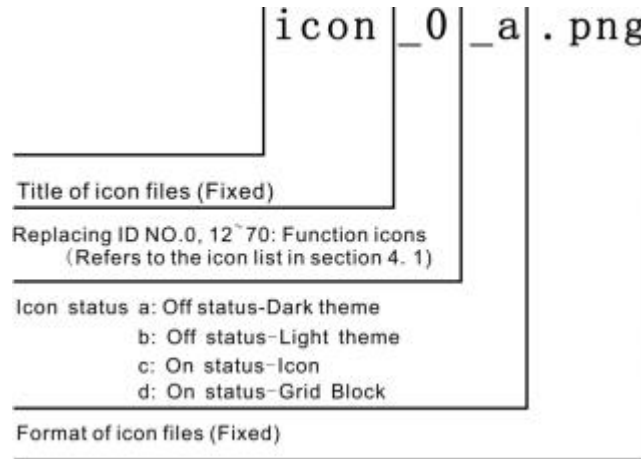 icon_0_a.png
Title of icon files (Fixed)
Replacing ID NO.0, 12~70: Function icons
(Refers to the icon list in section 4. 1)
Icon status a: Off status-Dark theme
b: Off status-Light theme
c: On status-Icon
d: On status-Grid Block
Format of icon files (Fixed)